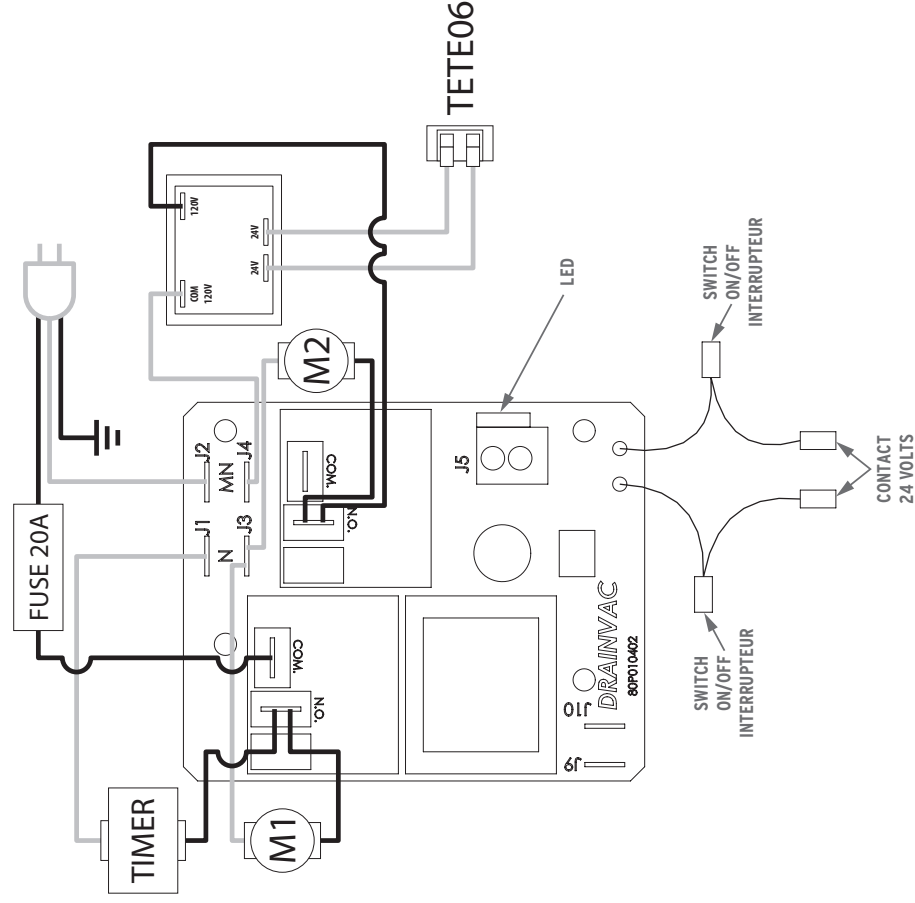 TETE06
120V
COM
120V
24V
24V
FUSE 20A
M2
LED
SWITCH
ON/OFF
INTERRUPTEUR
J1
J2
N
MN
J3
J4
COM.
N.O.
J5
CONTACT
24 VOLTS
COM.
N.O.
TIMER
M1
DRAINVAC
80P010402
J10
J9
SWITCH
ON/OFF
INTERRUPTEUR